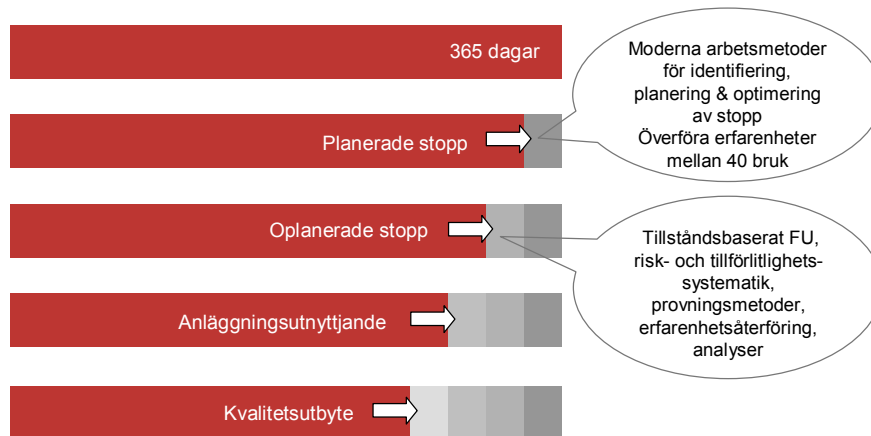 365 dagar
Moderna arbetsmetoder
för identifiering,
planering & optimering
av stopp
Överföra erfarenheter
mellan 40 bruk
Planerade stopp
Oplanerade stopp
Tillståndsbaserat FU,
risk- och tillförlitlighets-
systematik,
provningsmetoder,
erfarenhetsåterföring,
analyser
Anläggningsutnyttjande
Kvalitetsutbyte